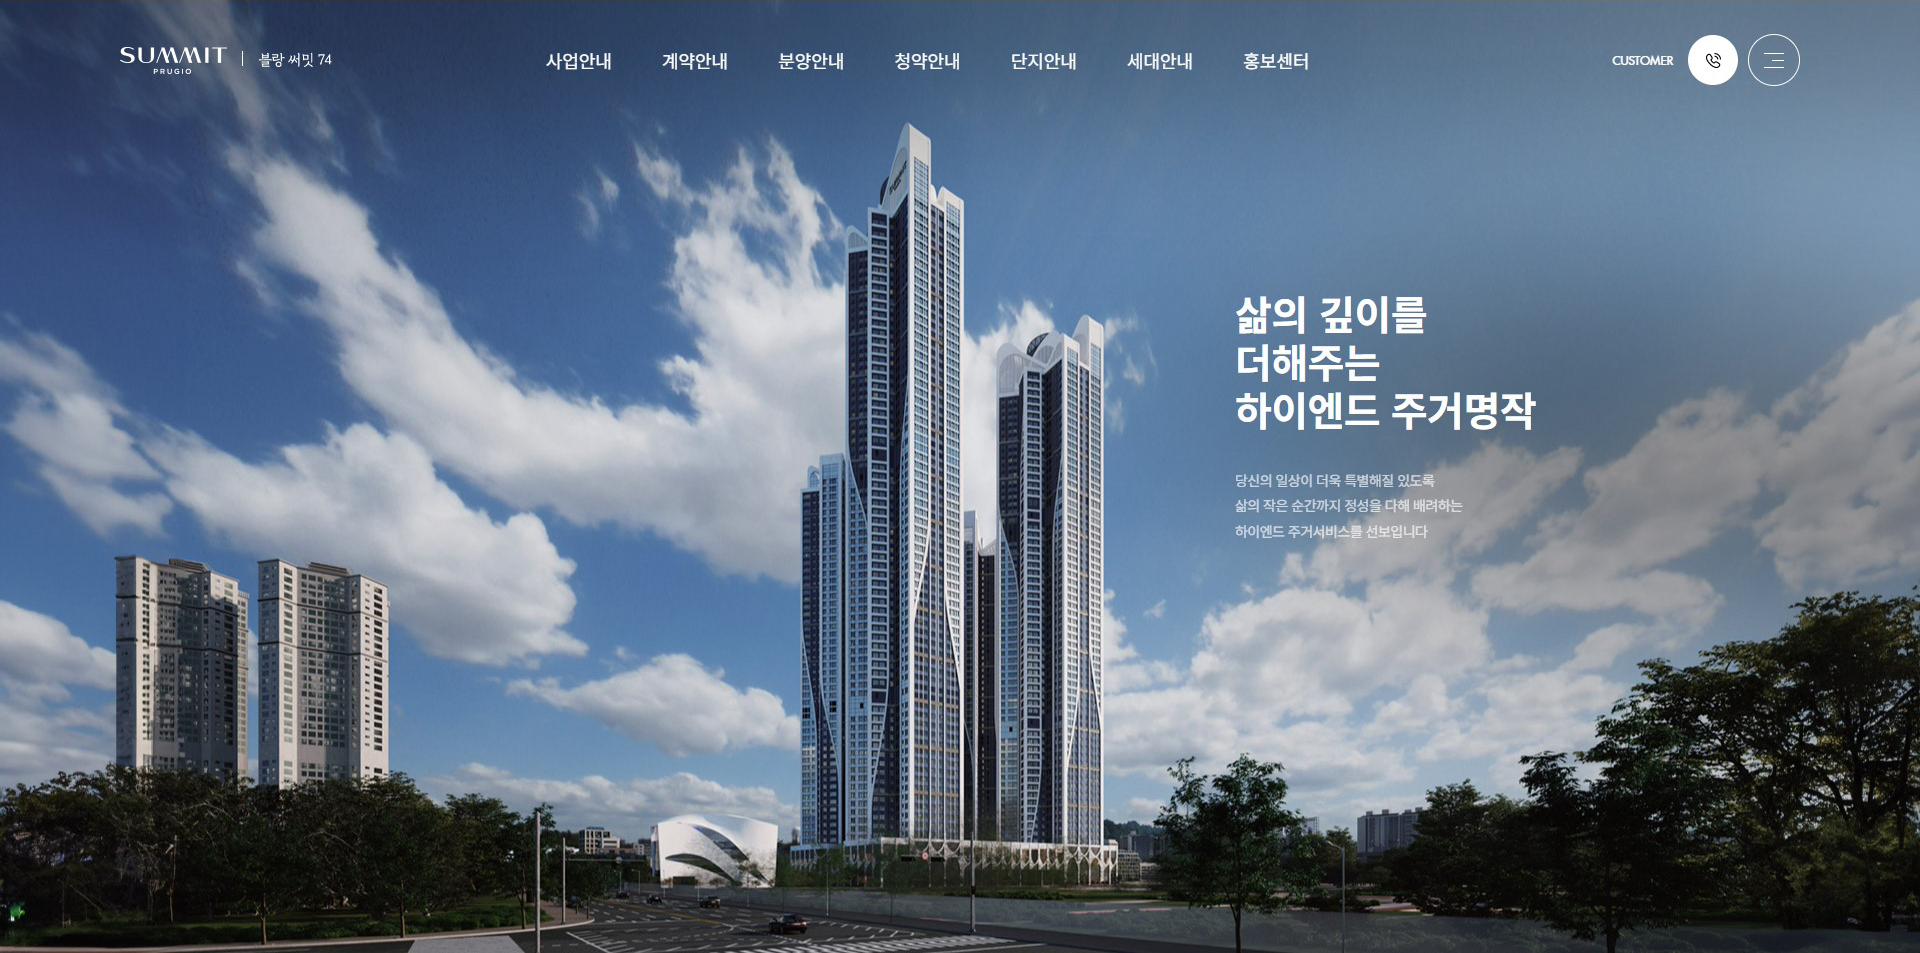 SUMMIT
PRUGIO
블랑 써밋 74
사업안내 계약안내 분양안내 청약안내 단지안내 세대안내 홍보센터
CUSTOMER
삶의 깊이를
더해주는
하이엔드 주거명작
당신의 일상이 더욱 특별해질 있도록
삶의 작은 순간까지 정성을 다해 배려하는
하이엔드 주거서비스를 선보입니다